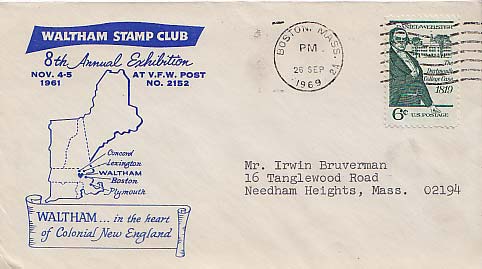 WALTHAM STAMP CLUB
8th Annual Exhibition
NOV. 4-5
1961
AT V.F.W. POST
NO. 2152
Concord
Lexington
WALTHAM
Boston
Plymouth
WALTHAM... in the heart
of Colonial New England
BOSTON, MASS.
PM
26 SEP
1969
DANIEL WEBSTER
The
Dartmouth
College Case
1819
6c
U.S. POSTAGE
Mr. Irwin Bruverman
16 Tanglewood Road
Needham Heights, Mass. 02194